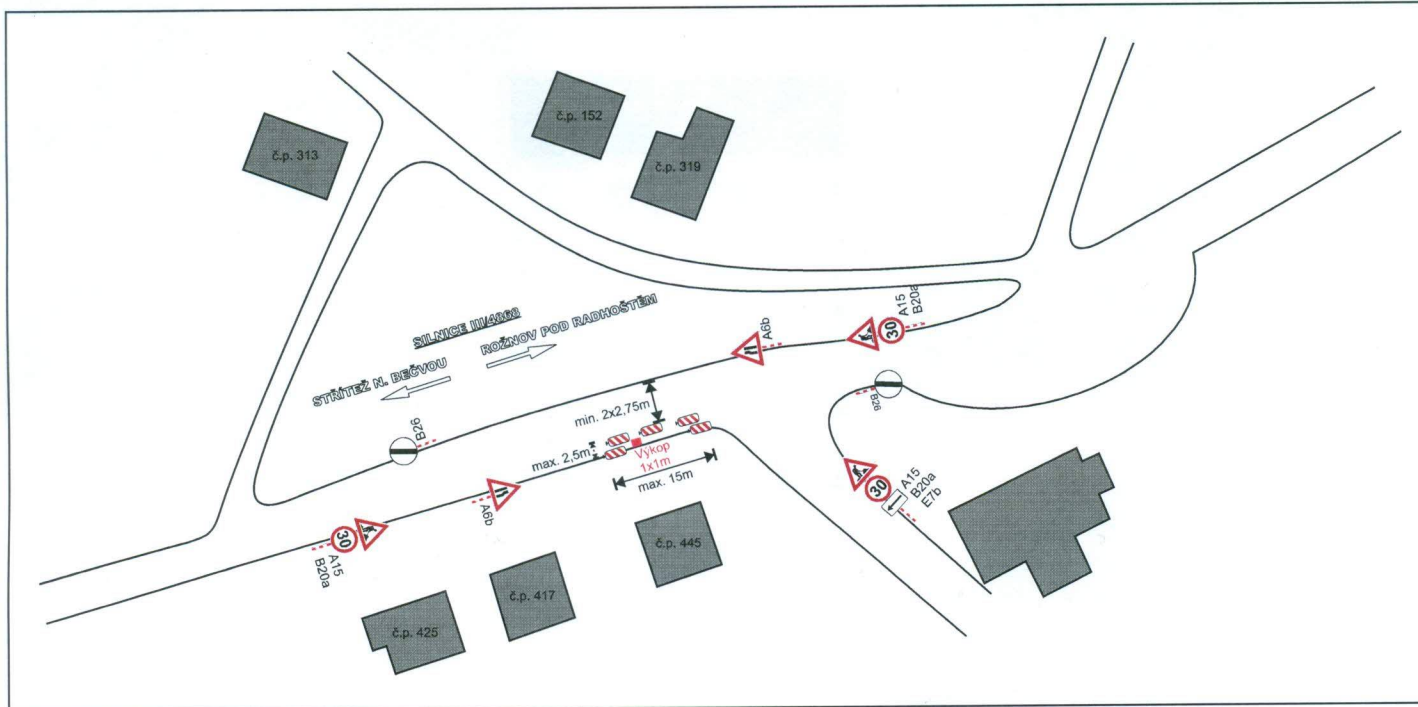 č.p. 152
č.p. 313
č.p. 319
SILNICE III/4868
ROŽNOV POD RADHOŠTĚM
STŘÍTEŽ N. BEČVOU
A15
B20a
30
A6b
B26
min. 2x2,75m
B26
max. 2,5m
Výkop
1x1m
max. 15m
A6b
30
A15
B20a
E7b
30
A15
B20a
č.p. 445
č.p. 417
č.p. 425